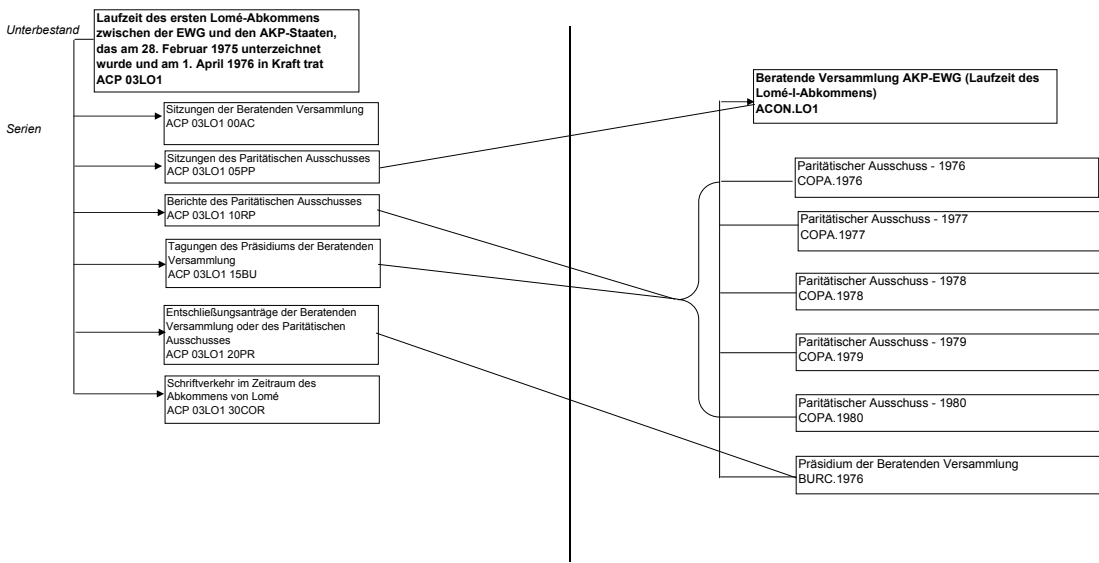 Unterbestand
Laufzeit des ersten Lomé-Abkommens
zwischen der EWG und den AKP-Staaten,
das am 28. Februar 1975 unterzeichnet
wurde und am 1. April 1976 in Kraft trat
ACP 03LO1
Serien
Sitzungen der Beratenden Versammlung
ACP 03LO1 00AC
Sitzungen des Paritätischen Ausschusses
ACP 03LO1 05PP
Berichte des Paritätischen Ausschusses
ACP 03LO1 10RP
Tagungen des Präsidiums der Beratenden
Versammlung
ACP 03LO1 15BU
Entschließungsanträge der Beratenden
Versammlung oder des Paritätischen
Ausschusses
ACP 03LO1 20PR
Schriftverkehr im Zeitraum des
Abkommens von Lomé
ACP 03LO1 30COR
Beratende Versammlung AKP-EWG (Laufzeit des
Lomé-I-Abkommens)
ACON.LO1
Paritätischer Ausschuss - 1976
COPA.1976
Paritätischer Ausschuss - 1977
COPA.1977
Paritätischer Ausschuss - 1978
COPA.1978
Paritätischer Ausschuss - 1979
COPA.1979
Paritätischer Ausschuss - 1980
COPA.1980
Präsidium der Beratenden Versammlung
BURC.1976